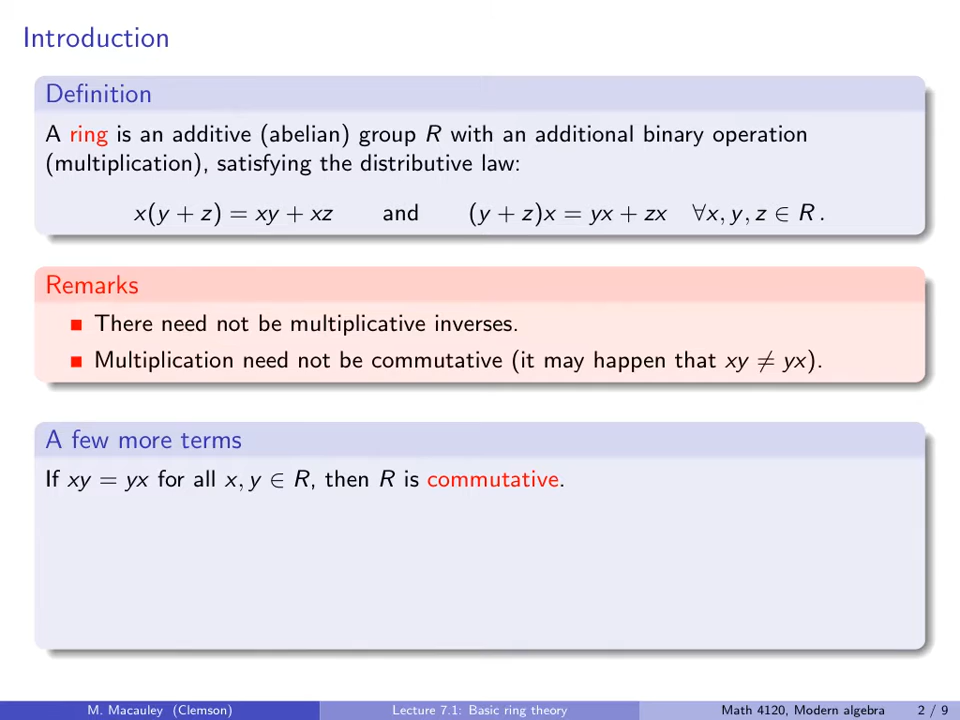 Introduction
Definition
A ring is an additive (abelian) group R with an additional binary operation
(multiplication), satisfying the distributive law:
x(y + z) = xy + xz and (y + z)x = yx + zx ∀x, y, z ∈ R .
Remarks
There need not be multiplicative inverses.
Multiplication need not be commutative (it may happen that xy ≠ yx).
A few more terms
If xy = yx for all x, y ∈ R, then R is commutative.
M. Macauley (Clemson) Lecture 7.1: Basic ring theory Math 4120, Modern algebra 2 / 9